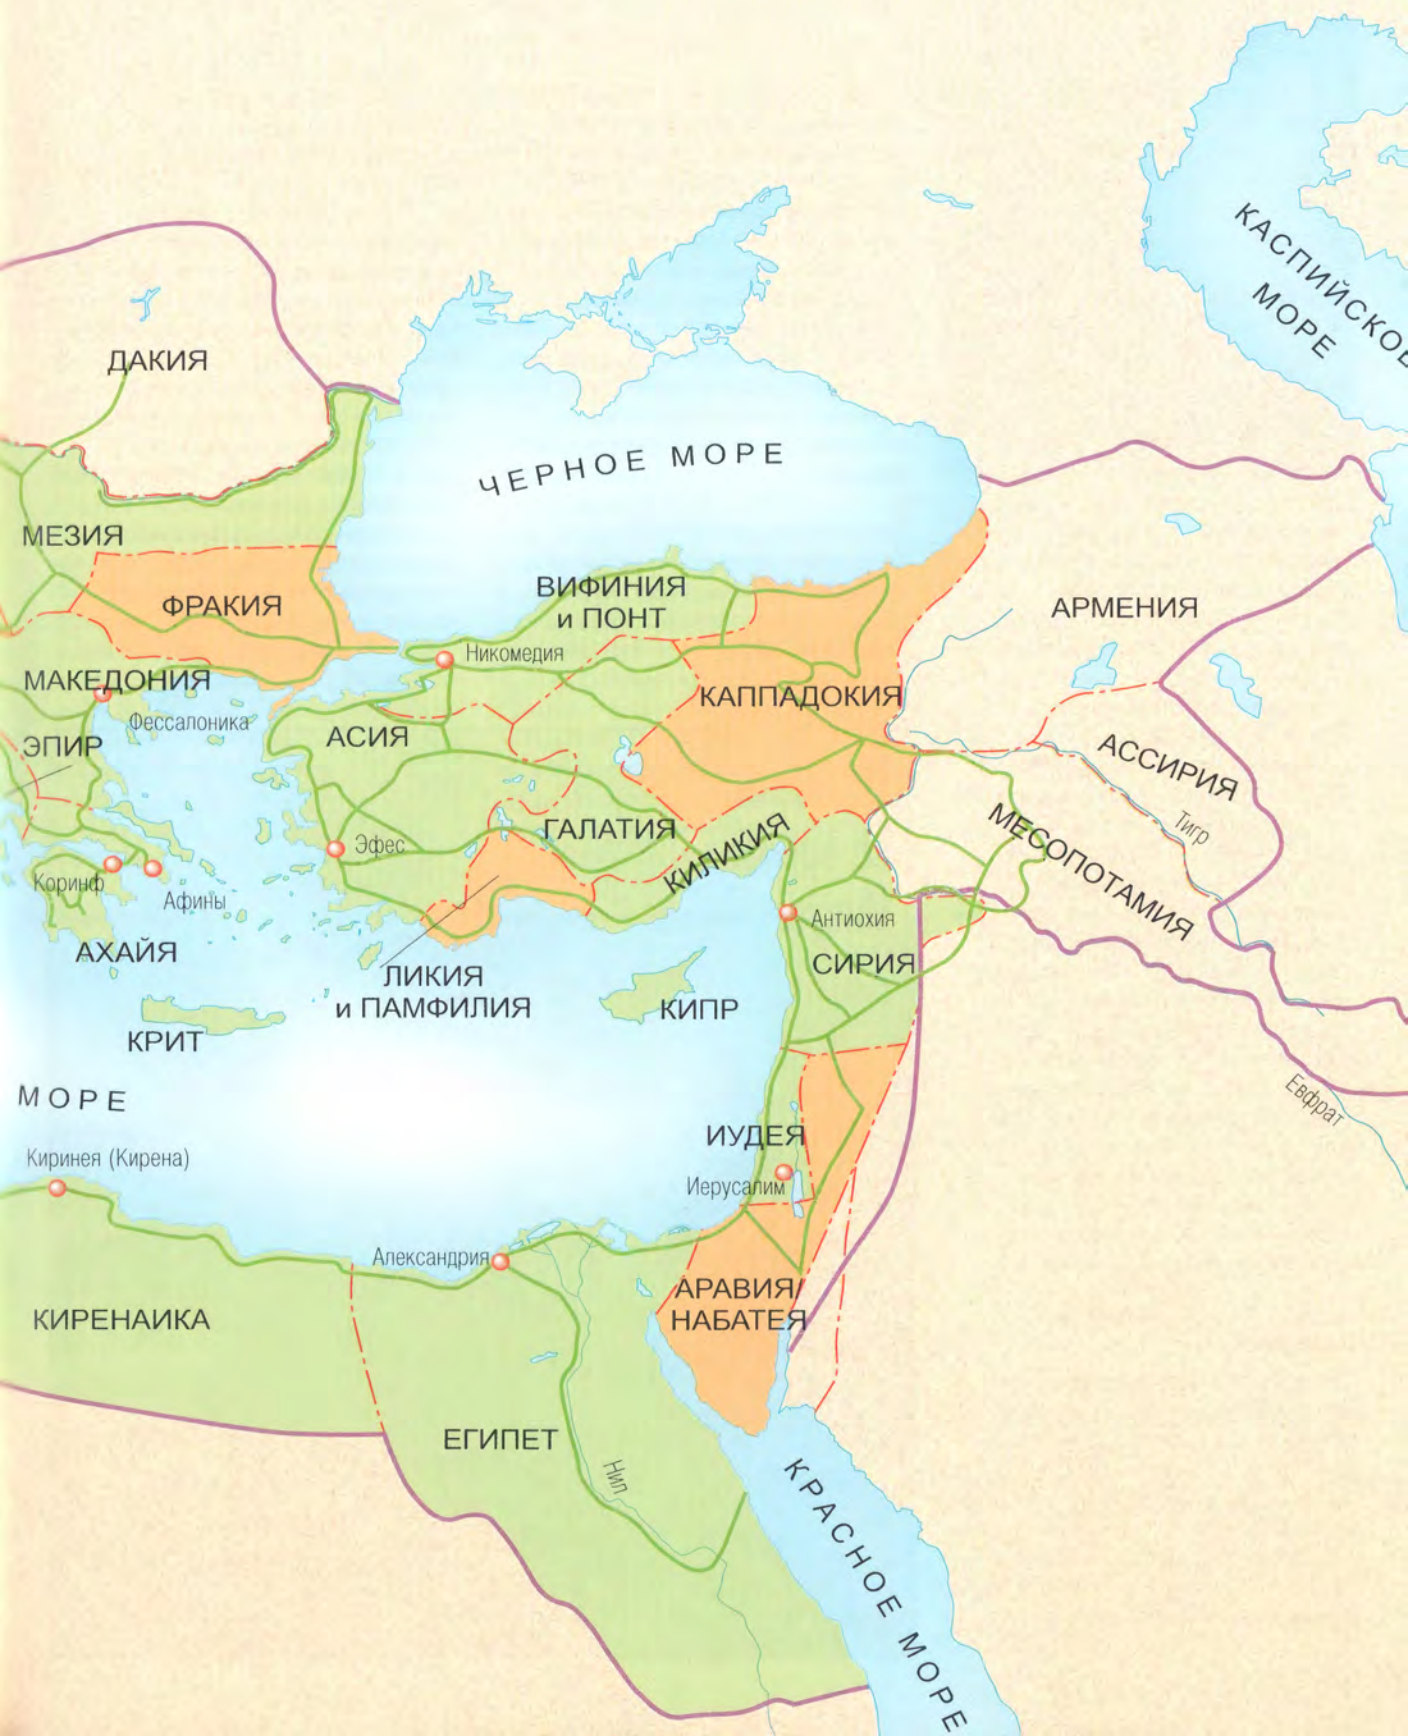 КАСПИЙСКОЕ
МОРЕ
ДАКИЯ
ЧЕРНОЕ МОРЕ
МЕЗИЯ
ВИФИНИЯ
и ПОНТ
ФРАКИЯ
АРМЕНИЯ
Никомедия
МАКЕДОНИЯ
КАППАДОКИЯ
Фессалоника
АСИЯ
ЭПИР
АССИРИЯ
Тигр
ГАЛАТИЯ
МЕСОПОТАМИЯ
Эфес
КИЛИКИЯ
Коринф
Афины
Антиохия
АХАЙЯ
СИРИЯ
ЛИКИЯ
и ПАМФИЛИЯ
КИПР
КРИТ
МОРЕ
Евфрат
ИУДЕЯ
Киринея (Кирена)
Иерусалим
Александрия
АРАВИЯ/
НАБАТЕЯ
КИРЕНАИКА
ЕГИПЕТ
Нил
КРАСНОЕ МОРЕ